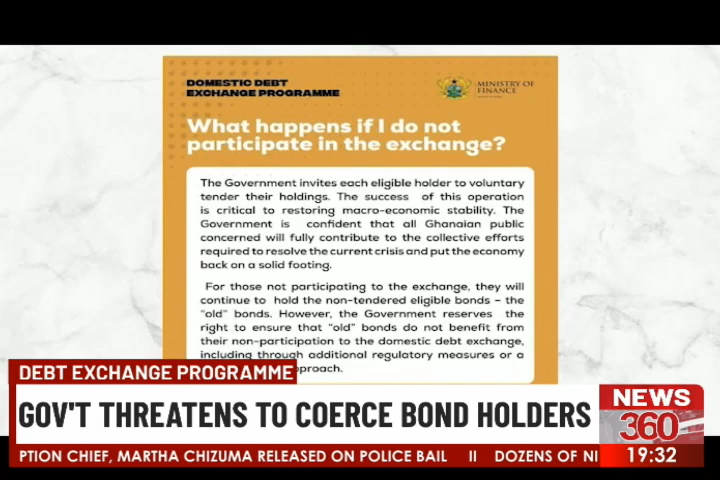 DOMESTIC DEBT
EXCHANGE PROGRAMME
MINISTRY OF
FINANCE
What happens if I do not
participate in the exchange?
The Government invites each eligible holder to voluntary
tender their holdings. The success of this operation
is critical to restoring macro-economic stability. The
Government is confident that all Ghanaian public
concerned will fully contribute to the collective efforts
required to resolve the current crisis and put the economy
back on a solid footing.
For those not participating to the exchange, they will
continue to hold the non-tendered eligible bonds – the
"old" bonds. However, the Government reserves the
right to ensure that "old" bonds do not benefit from
their non-participation to the domestic debt exchange,
including through additional regulatory measures or a
DEBT EXCHANGE PROGRAMME
GOV'T THREATENS TO COERCE BOND HOLDERS
NEWS
360
PTION CHIEF, MARTHA CHIZUMA RELEASED ON POLICE BAIL II DOZENS OF NI
19:32